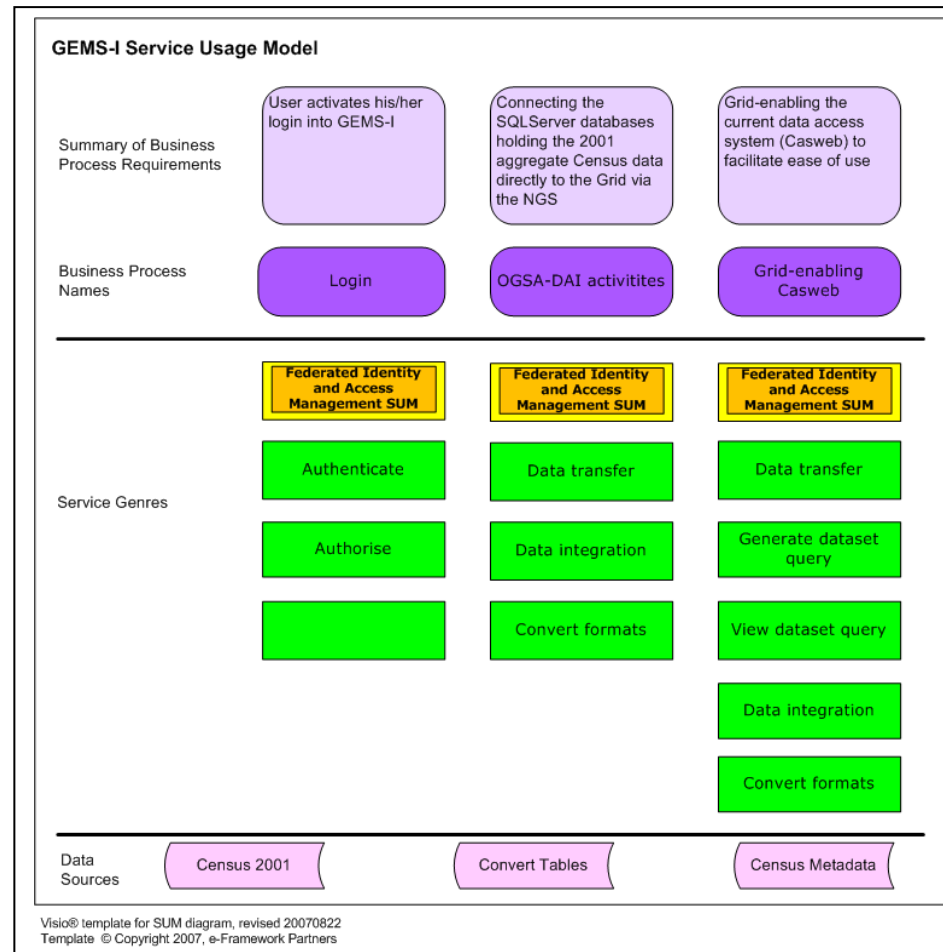 GEMS-I Service Usage Model
Summary of Business
Process Requirements
User activates his/her
login into GEMS-I
Connecting the
SQLServer databases
holding the 2001
aggregate Census data
directly to the Grid via
the NGS
Grid-enabling the
current data access
system (Casweb) to
facilitate ease of use
Business Process
Names
Login
OGSA-DAI activitites
Grid-enabling
Casweb
Federated Identity
and Access
Management SUM
Federated Identity
and Access
Management SUM
Federated Identity
and Access
Management SUM
Service Genres
Authenticate
Data transfer
Data transfer
Authorise
Data integration
Generate dataset
query
Convert formats
View dataset query
Data integration
Convert formats
Data
Sources
Census 2001
Convert Tables
Census Metadata
Visio® template for SUM diagram, revised 20070822
Template © Copyright 2007, e-Framework Partners